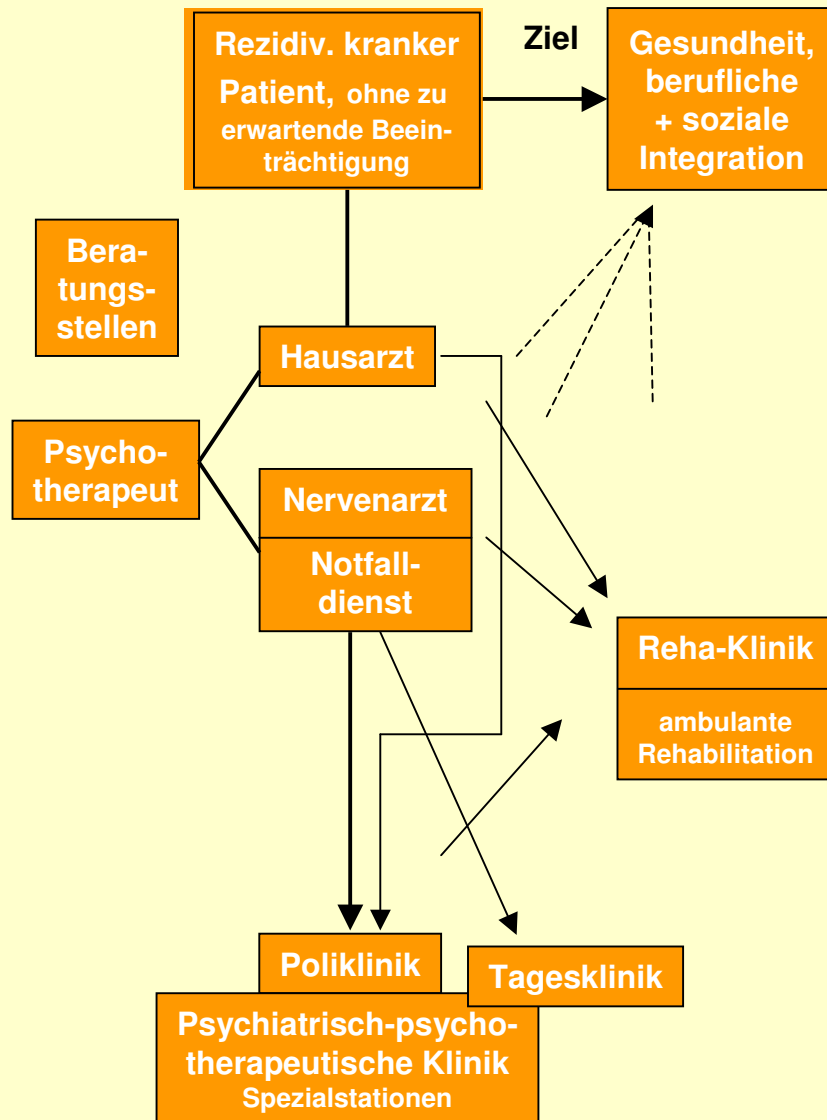 Rezidiv. kranker
Patient, ohne zu
erwartende Beein-
trächtigung
Ziel
Gesundheit,
berufliche
+ soziale
Integration
Bera-
tungs-
stellen
Hausarzt
Psycho-
therapeut
Nervenarzt
Notfall-
dienst
Reha-Klinik
ambulante
Rehabilitation
Poliklinik
Tagesklinik
Psychiatrisch-psycho-
therapeutische Klinik
Spezialstationen